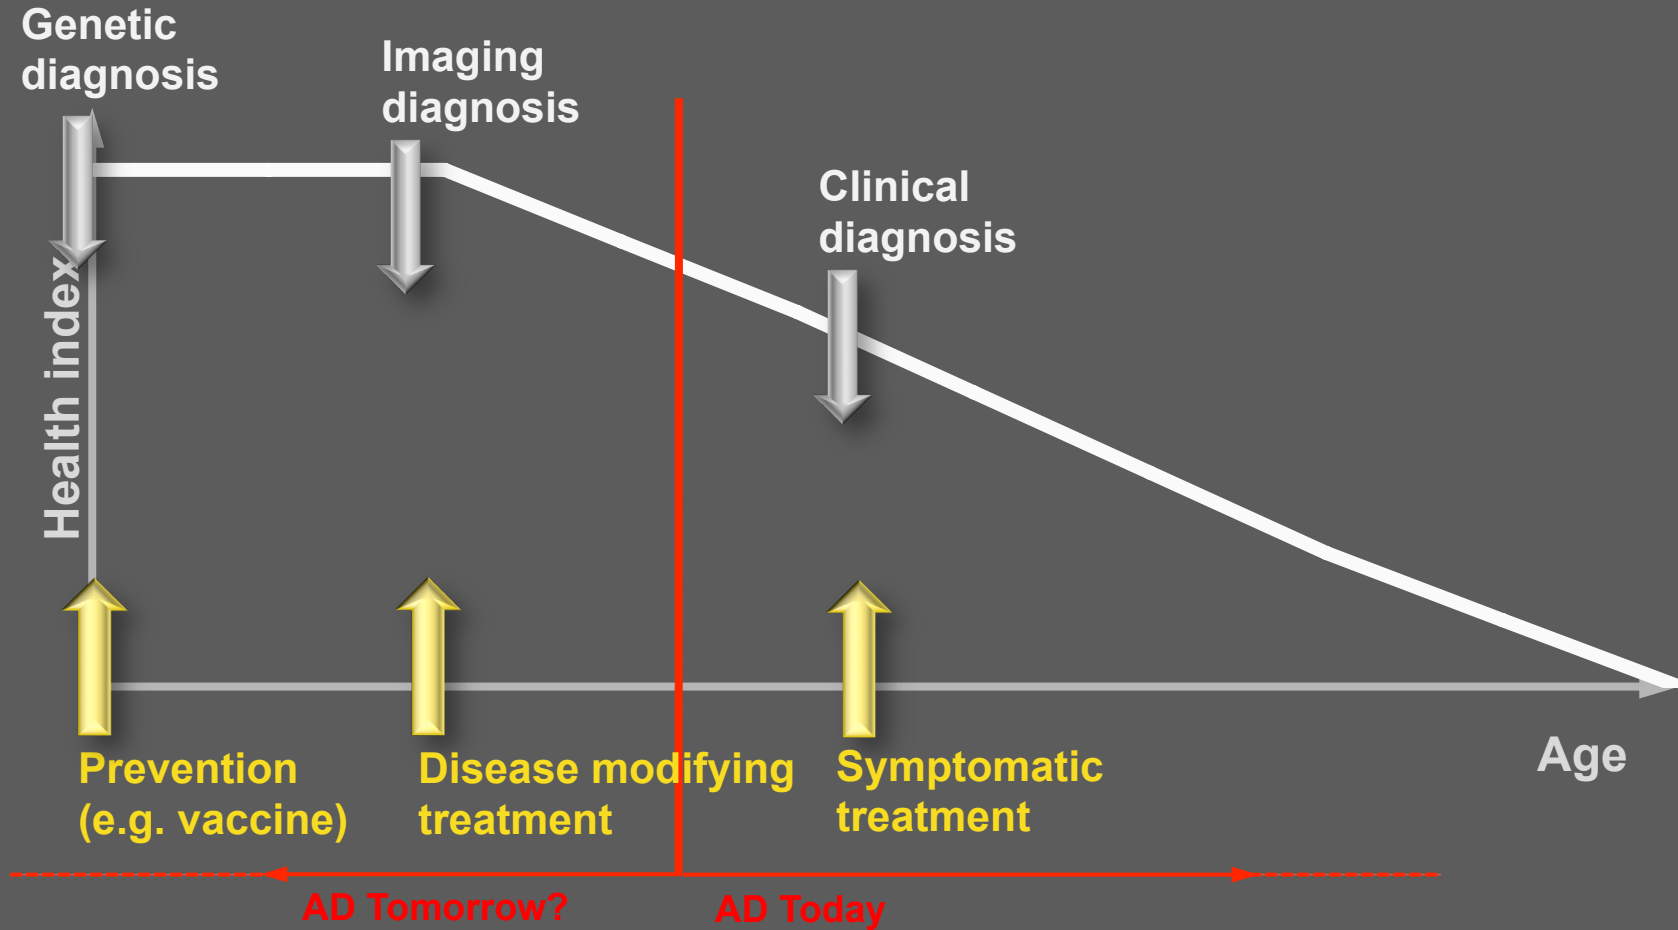 Genetic
diagnosis
Imaging
diagnosis
Clinical
diagnosis
Health index
Prevention
(e.g. vaccine)
Disease modifying
treatment
Symptomatic
treatment
Age
AD Tomorrow?
AD Today